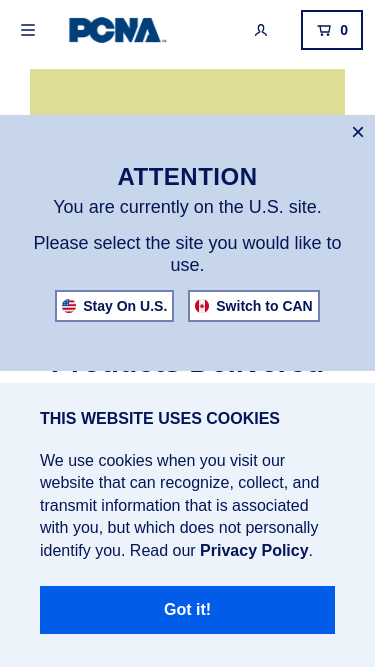 PCNA
0
ATTENTION
You are currently on the U.S. site.
Please select the site you would like to
use.
Stay On U.S.
Switch to CAN
Products Delivered
THIS WEBSITE USES COOKIES
We use cookies when you visit our
website that can recognize, collect, and
transmit information that is associated
with you, but which does not personally
identify you. Read our Privacy Policy.
Got it!